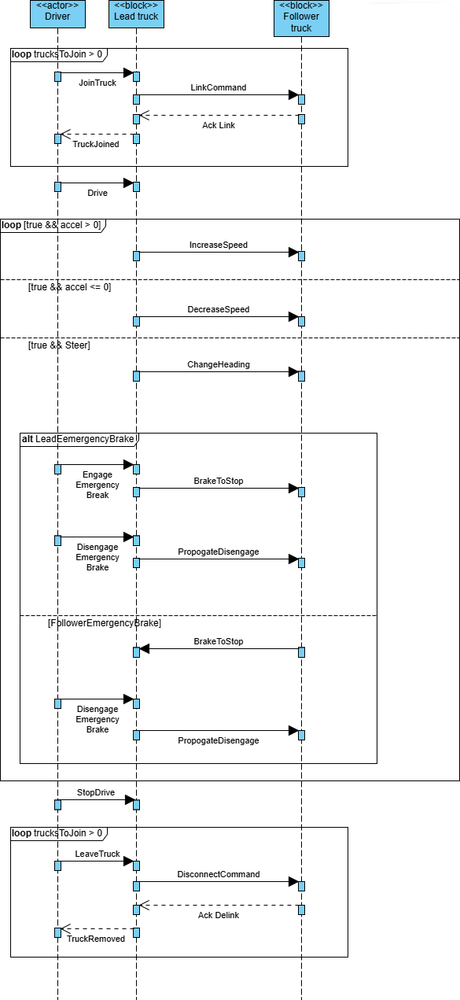 <<actor>>
Driver
<<block>>
Lead truck
<<block>>
Follower
truck
loop trucksToJoin > 0
JoinTruck
LinkCommand
Ack Link
TruckJoined
Drive
loop [true && accel > 0]
IncreaseSpeed
[true && accel <= 0]
DecreaseSpeed
[true && Steer]
ChangeHeading
alt LeadEemergencyBrake
Engage
Emergency
Break
BrakeToStop
Disengage
Emergency
Brake
PropogateDisengage
[FollowerEmergencyBrake]
BrakeToStop
Disengage
Emergency
Brake
PropogateDisengage
StopDrive
loop trucksToJoin > 0
LeaveTruck
DisconnectCommand
Ack Delink
TruckRemoved